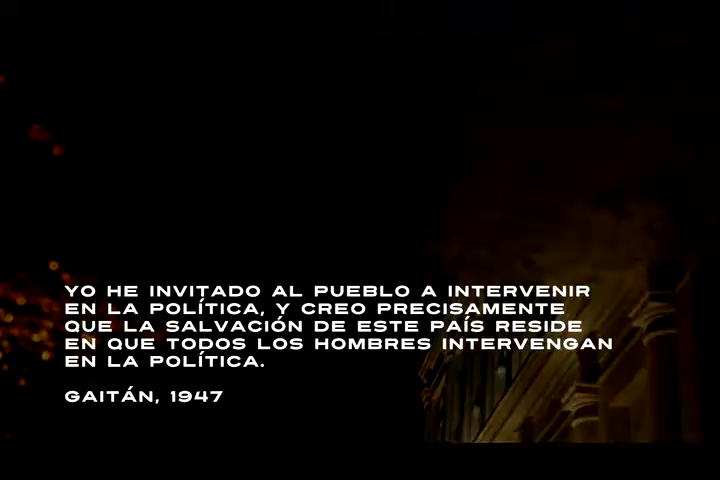 YO HE INVITADO AL PUEBLO A INTERVENIR
EN LA POLÍTICA, Y CREO PRECISAMENTE
QUE LA SALVACIÓN DE ESTE PAÍS RESIDE
EN QUE TODOS LOS HOMBRES INTERVENGAN
EN LA POLÍTICA.
GAITÁN, 1947